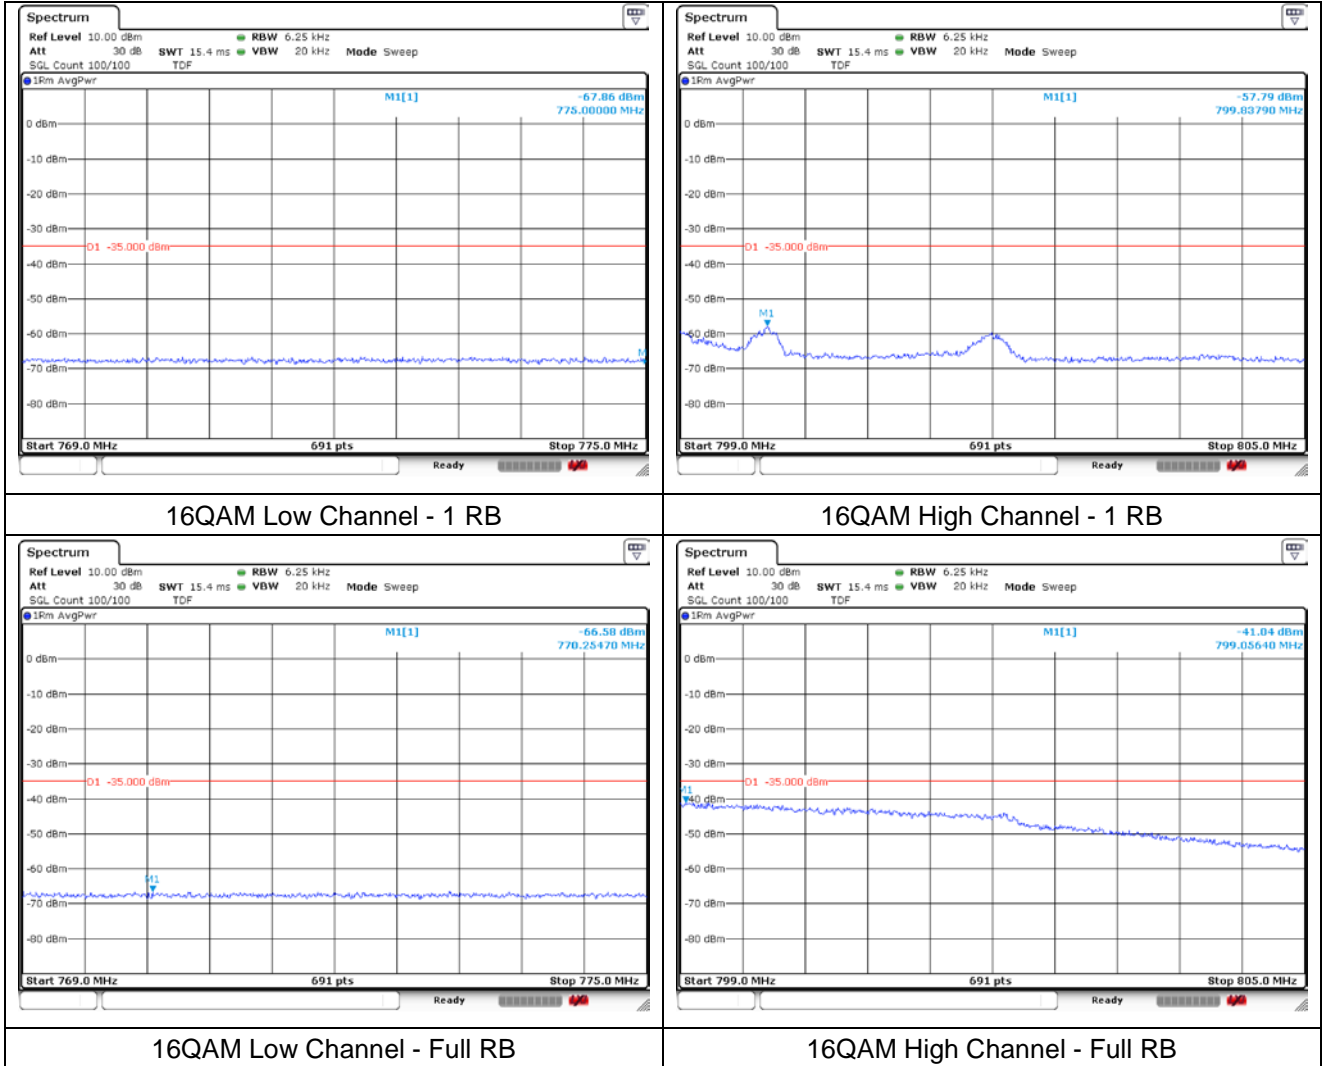 Spectrum
Ref Level 10.00 dBm RBW 6.25 kHz
Att 30 dB SWT 15.4 ms VBW 20 kHz Mode Sweep
SGL Count 100/100 TDF
1Rm AvgPwr
M1[1] -67.86 dBm
775.00000 MHz
0 dBm
-10 dBm
-20 dBm
-30 dBm
D1 -35.000 dBm
-40 dBm
-50 dBm
-60 dBm
-70 dBm
-80 dBm
Start 769.0 MHz 691 pts Stop 775.0 MHz
Ready
16QAM Low Channel - 1 RB
Spectrum
Ref Level 10.00 dBm RBW 6.25 kHz
Att 30 dB SWT 15.4 ms VBW 20 kHz Mode Sweep
SGL Count 100/100 TDF
1Rm AvgPwr
M1[1] -57.79 dBm
799.83790 MHz
0 dBm
-10 dBm
-20 dBm
-30 dBm
D1 -35.000 dBm
-40 dBm
-50 dBm
M1
-60 dBm
-70 dBm
-80 dBm
Start 799.0 MHz 691 pts Stop 805.0 MHz
Ready
16QAM High Channel - 1 RB
Spectrum
Ref Level 10.00 dBm RBW 6.25 kHz
Att 30 dB SWT 15.4 ms VBW 20 kHz Mode Sweep
SGL Count 100/100 TDF
1Rm AvgPwr
M1[1] -66.58 dBm
770.25470 MHz
0 dBm
-10 dBm
-20 dBm
-30 dBm
D1 -35.000 dBm
-40 dBm
-50 dBm
-60 dBm
M1
-70 dBm
-80 dBm
Start 769.0 MHz 691 pts Stop 775.0 MHz
Ready
16QAM Low Channel - Full RB
Spectrum
Ref Level 10.00 dBm RBW 6.25 kHz
Att 30 dB SWT 15.4 ms VBW 20 kHz Mode Sweep
SGL Count 100/100 TDF
1Rm AvgPwr
M1[1] -41.04 dBm
799.05640 MHz
0 dBm
-10 dBm
-20 dBm
-30 dBm
D1 -35.000 dBm
M1
-40 dBm
-50 dBm
-60 dBm
-70 dBm
-80 dBm
Start 799.0 MHz 691 pts Stop 805.0 MHz
Ready
16QAM High Channel - Full RB